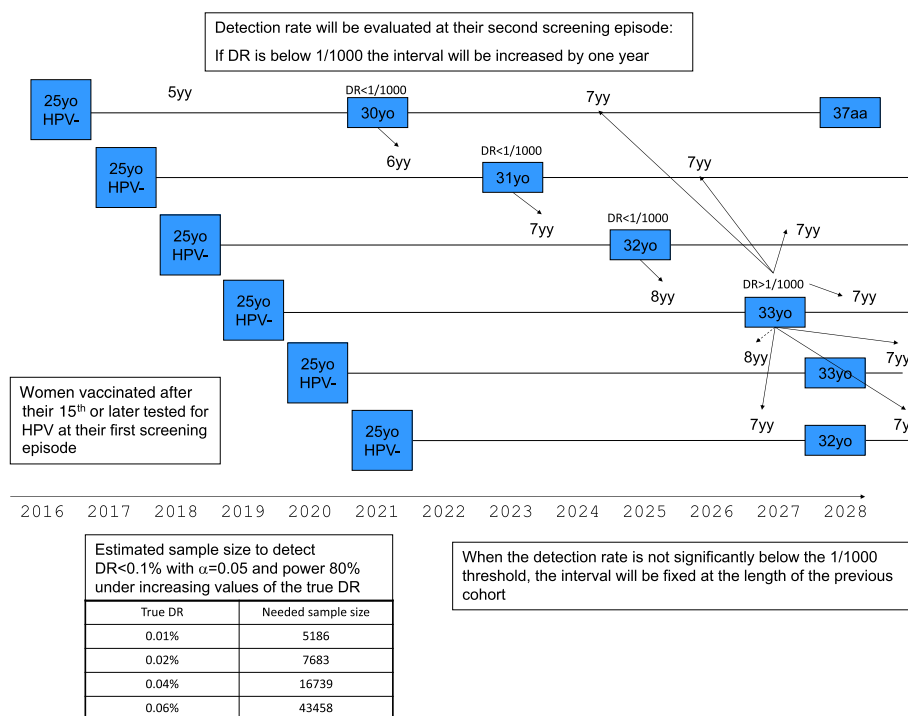 Detection rate will be evaluated at their second screening episode:
If DR is below 1/1000 the interval will be increased by one year
25yo
HPV-
5yy
DR<1/1000
30yo
7yy
37aa
6yy
25yo
HPV-
DR<1/1000
31yo
7yy
7yy
25yo
HPV-
DR<1/1000
32yo
7yy
8yy
25yo
HPV-
DR>1/1000
33yo
7yy
8yy
7yy
25yo
HPV-
33yo
7yy
7y
25yo
HPV-
32yo
Women vaccinated after
their 15th or later tested for
HPV at their first screening
episode
2016 2017 2018 2019 2020 2021 2022 2023 2024 2025 2026 2027 2028
Estimated sample size to detect
DR<0.1% with α=0.05 and power 80%
under increasing values of the true DR
True DR Needed sample size
0.01% 5186
0.02% 7683
0.04% 16739
0.06% 43458
When the detection rate is not significantly below the 1/1000
threshold, the interval will be fixed at the length of the previous
cohort